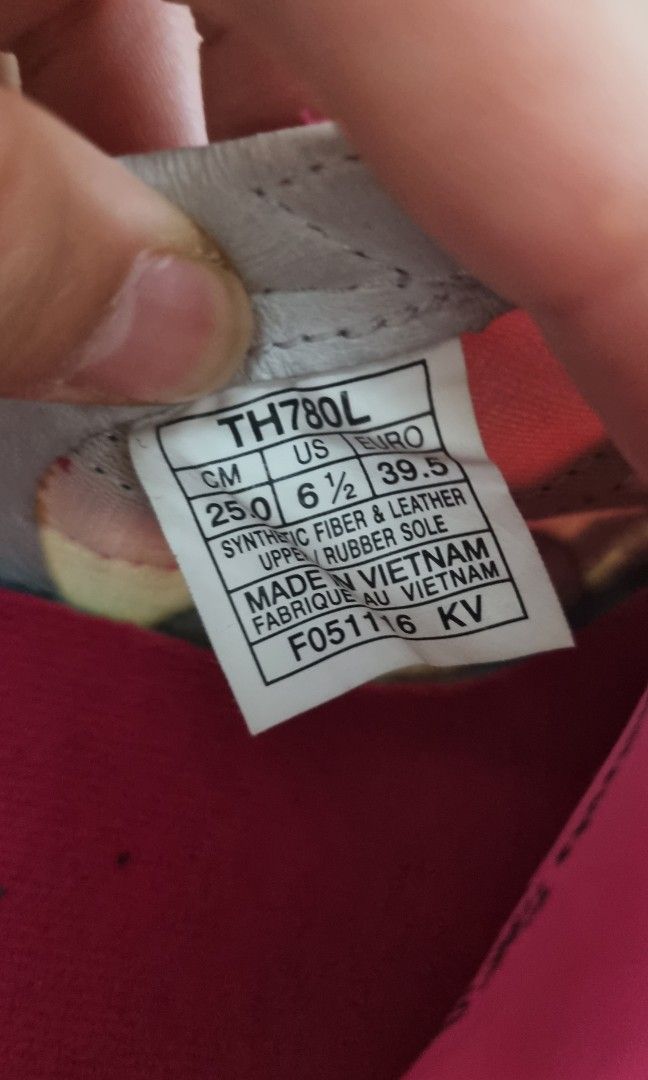 TH780L
CM US EURO
25.0 6 1/2 39.5
SYNTHETIC FIBER & LEATHER
UPPER / RUBBER SOLE
MADE IN VIETNAM
FABRIQUE AU VIETNAM
F051116 KV